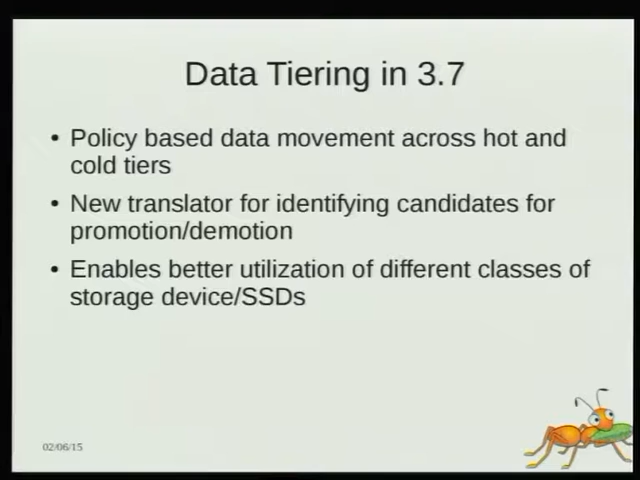 Data Tiering in 3.7
• Policy based data movement across hot and
cold tiers
• New translator for identifying candidates for
promotion/demotion
• Enables better utilization of different classes of
storage device/SSDs
02/06/15